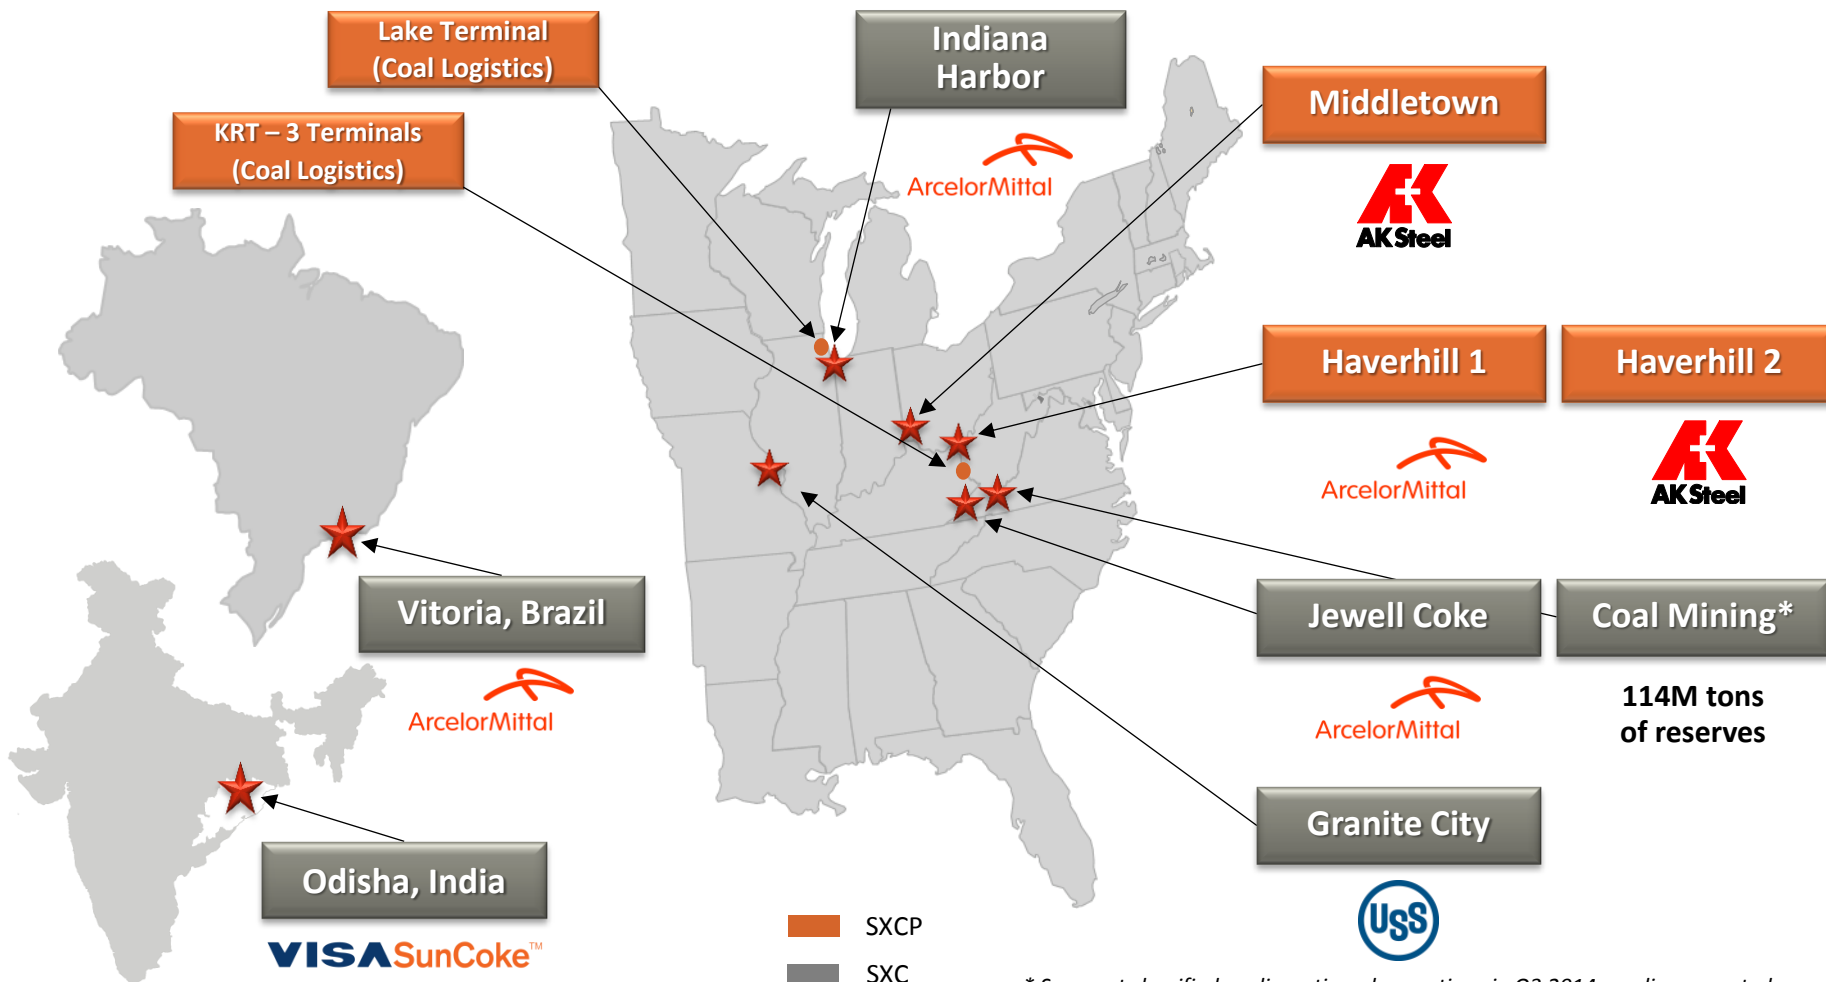 Lake Terminal
(Coal Logistics)
KRT – 3 Terminals
(Coal Logistics)
Indiana
Harbor
ArcelorMittal
Middletown
AK Steel
Haverhill 1
Haverhill 2
ArcelorMittal
AK Steel
Vitoria, Brazil
ArcelorMittal
Jewell Coke
Coal Mining*
ArcelorMittal
114M tons
of reserves
Granite City
USS
Odisha, India
VISA SunCoke™
SXCP
SXC